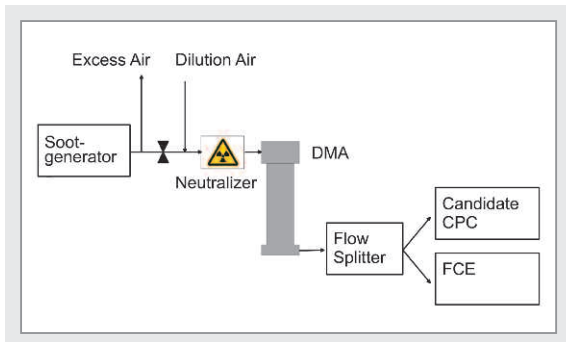 Excess Air
Dilution Air
Soot-
generator
Neutralizer
DMA
Flow
Splitter
Candidate
CPC
FCE